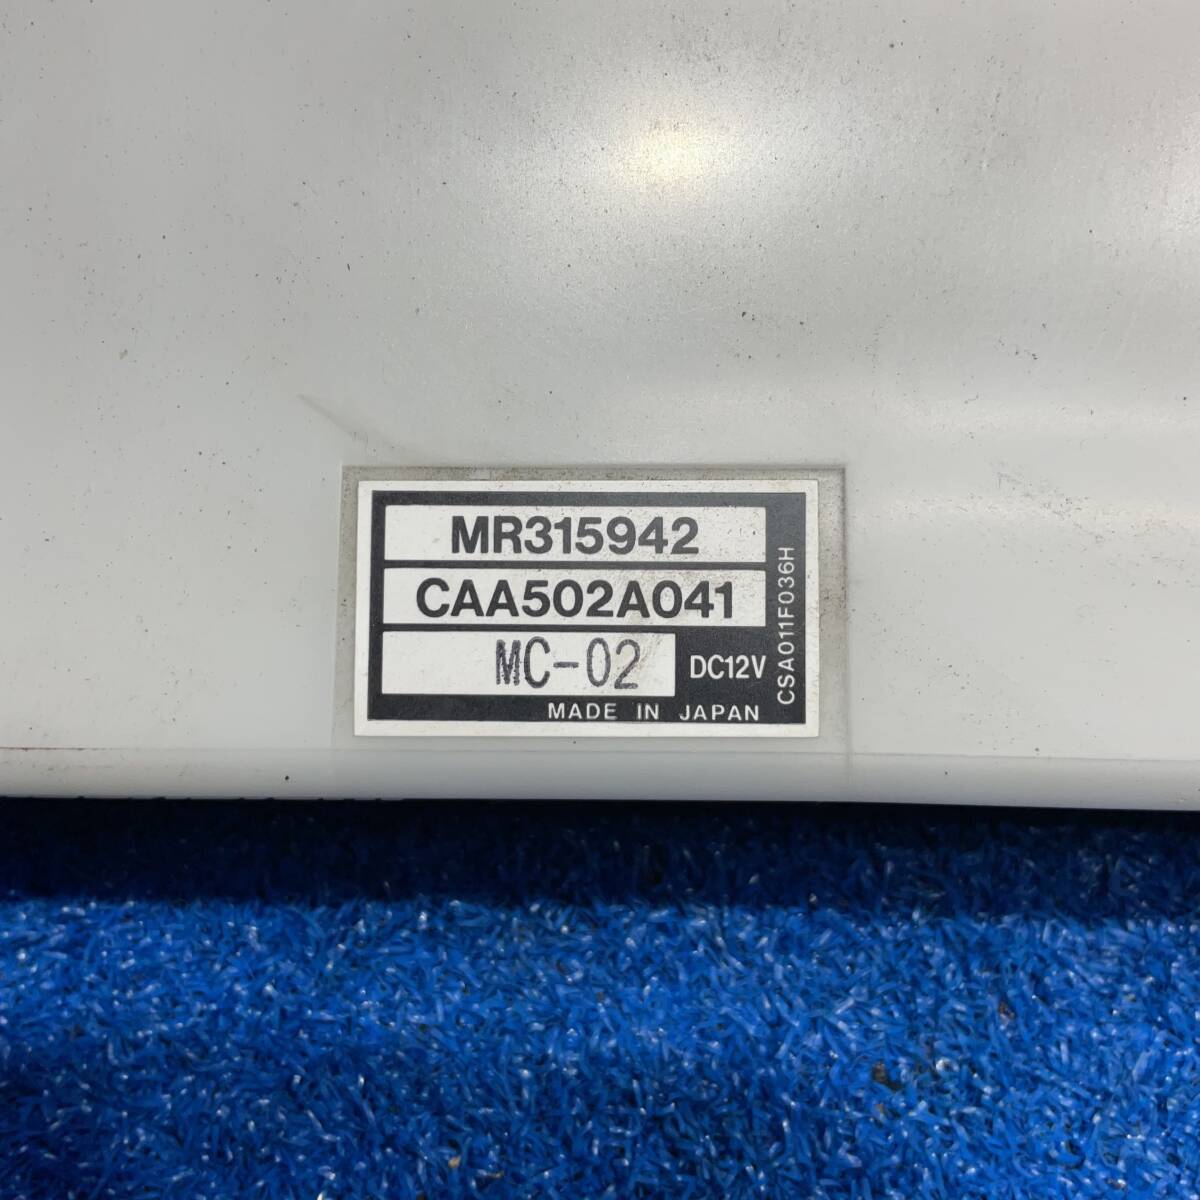 MR315942
CAA502A041
MC-02
DC12V
MADE IN JAPAN
CSA011F036H